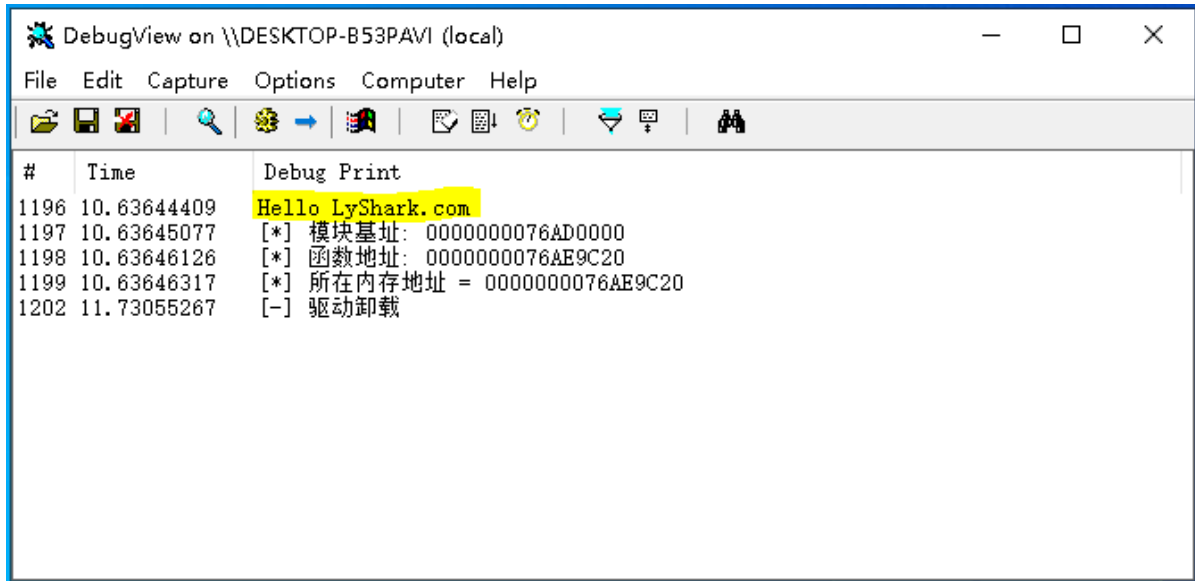 DebugView on \\DESKTOP-B53PAVI (local)
File Edit Capture Options Computer Help
# Time Debug Print
1196 10.63644409 Hello LyShark.com
1197 10.63645077 [*] 模块基址: 0000000076AD0000
1198 10.63646126 [*] 函数地址: 0000000076AE9C20
1199 10.63646317 [*] 所在内存地址 = 0000000076AE9C20
1202 11.73055267 [-] 驱动卸载